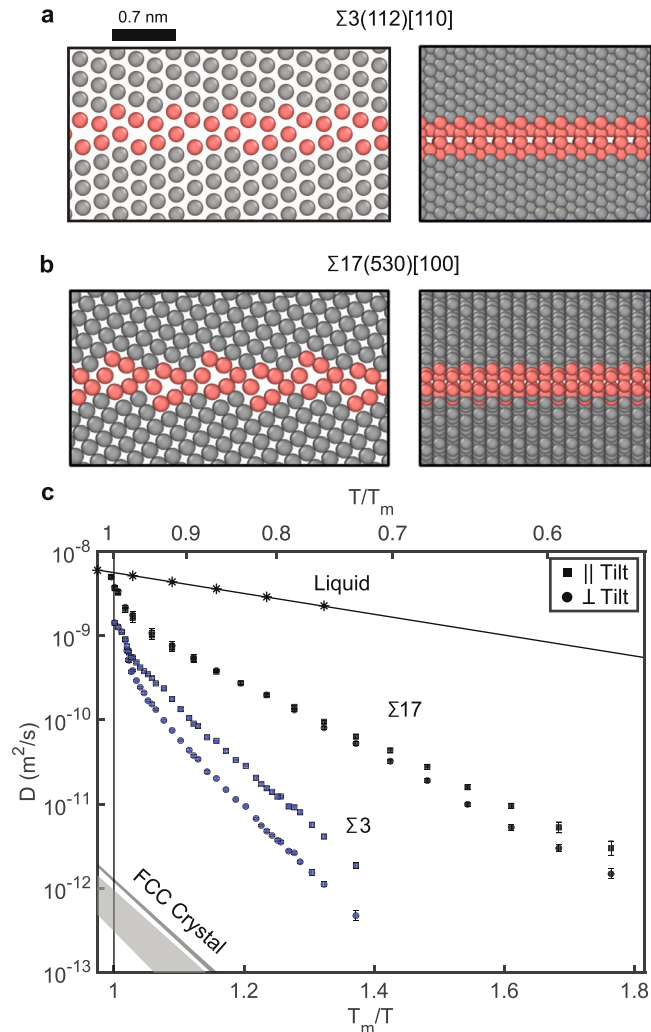 a
0.7 nm
Σ3(112)[110]
b
Σ17(530)[100]
c
T/Tm
1 0.9 0.8 0.7 0.6
10⁻⁸
10⁻⁹
10⁻¹⁰
10⁻¹¹
10⁻¹²
10⁻¹³
D (m²/s)
Liquid
|| Tilt
⊥ Tilt
Σ17
Σ3
FCC Crystal
1 1.2 1.4 1.6 1.8
Tm/T